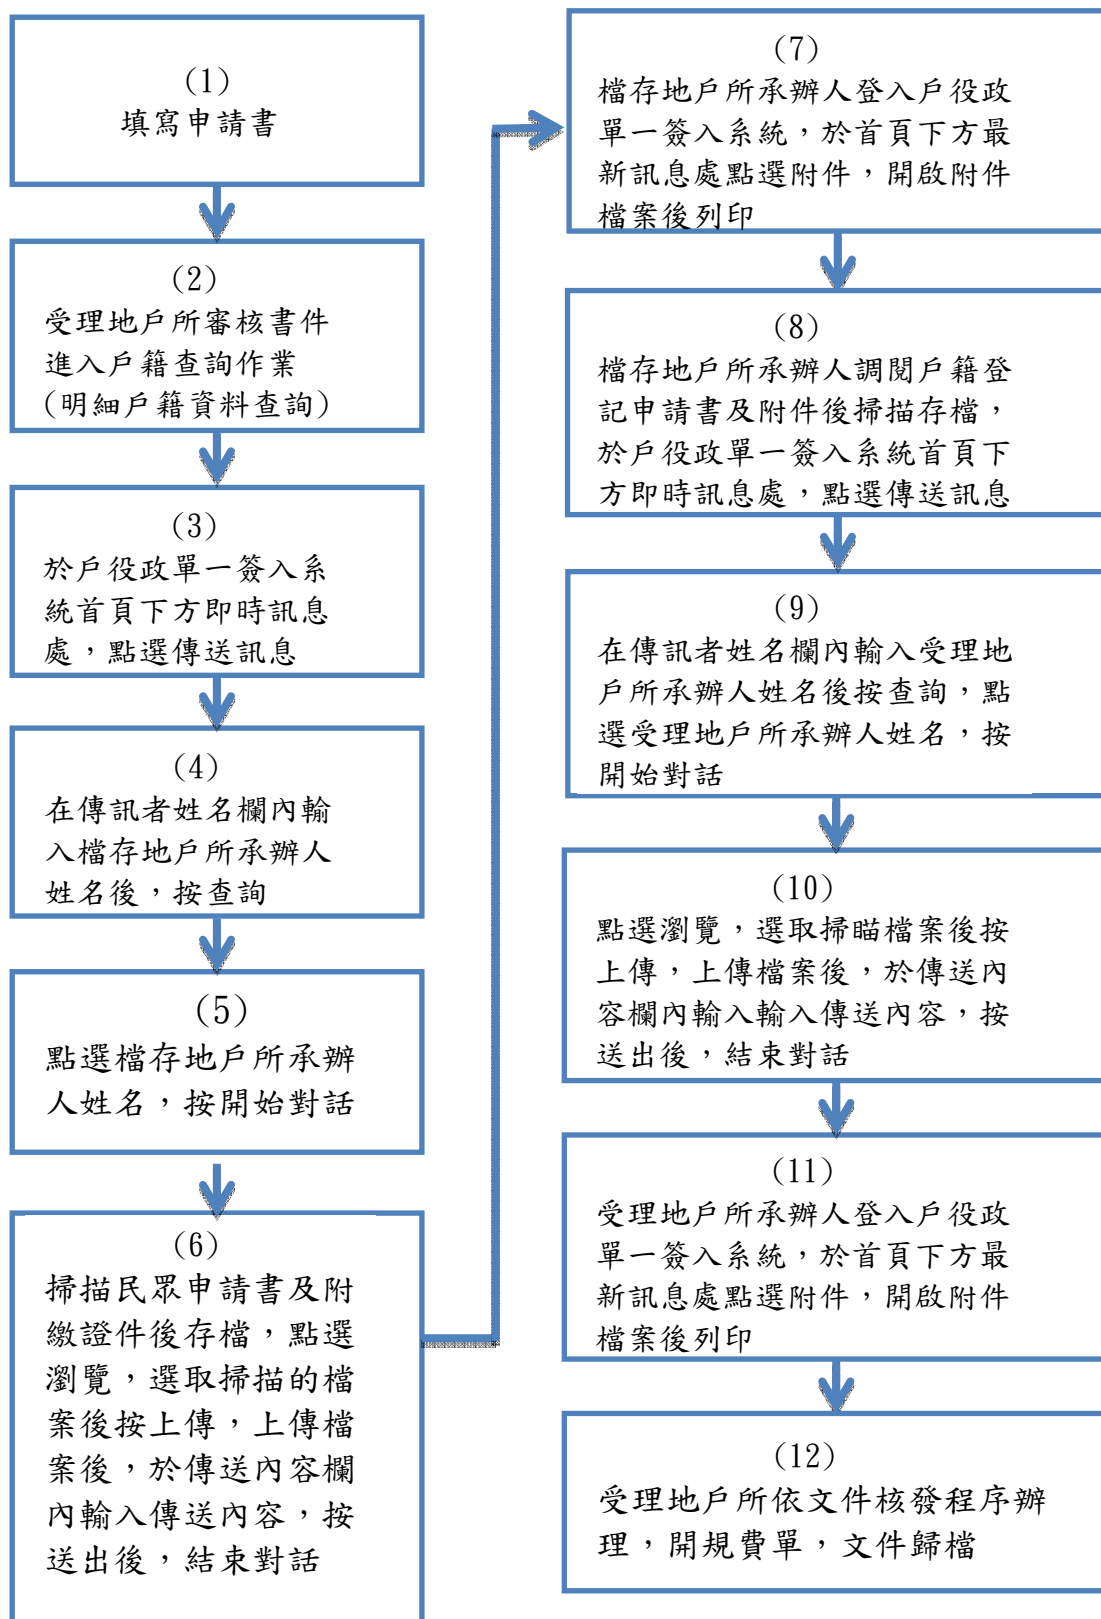 (1)
填寫申請書
(2)
受理地戶所審核書件
進入戶籍查詢作業
(明細戶籍資料查詢)
(3)
於戶役政單一簽入系
統首頁下方即時訊息
處，點選傳送訊息
(4)
在傳訊者姓名欄內輸
入檔存地戶所承辦人
姓名後，按查詢
(5)
點選檔存地戶所承辦
人姓名，按開始對話
(6)
掃描民眾申請書及附
繳證件後存檔，點選
瀏覽，選取掃描的檔
案後按上傳，上傳檔
案後，於傳送內容欄
內輸入傳送內容，按
送出後，結束對話
(7)
檔存地戶所承辦人登入戶役政
單一簽入系統，於首頁下方最
新訊息處點選附件，開啟附件
檔案後列印
(8)
檔存地戶所承辦人調閱戶籍登
記申請書及附件後掃描存檔，
於戶役政單一簽入系統首頁下
方即時訊息處，點選傳送訊息
(9)
在傳訊者姓名欄內輸入受理地
戶所承辦人姓名後按查詢，點
選受理地戶所承辦人姓名，按
開始對話
(10)
點選瀏覽，選取掃瞄檔案後按
上傳，上傳檔案後，於傳送內
容欄內輸入輸入傳送內容，按
送出後，結束對話
(11)
受理地戶所承辦人登入戶役政
單一簽入系統，於首頁下方最
新訊息處點選附件，開啟附件
檔案後列印
(12)
受理地戶所依文件核發程序辦
理，開規費單，文件歸檔